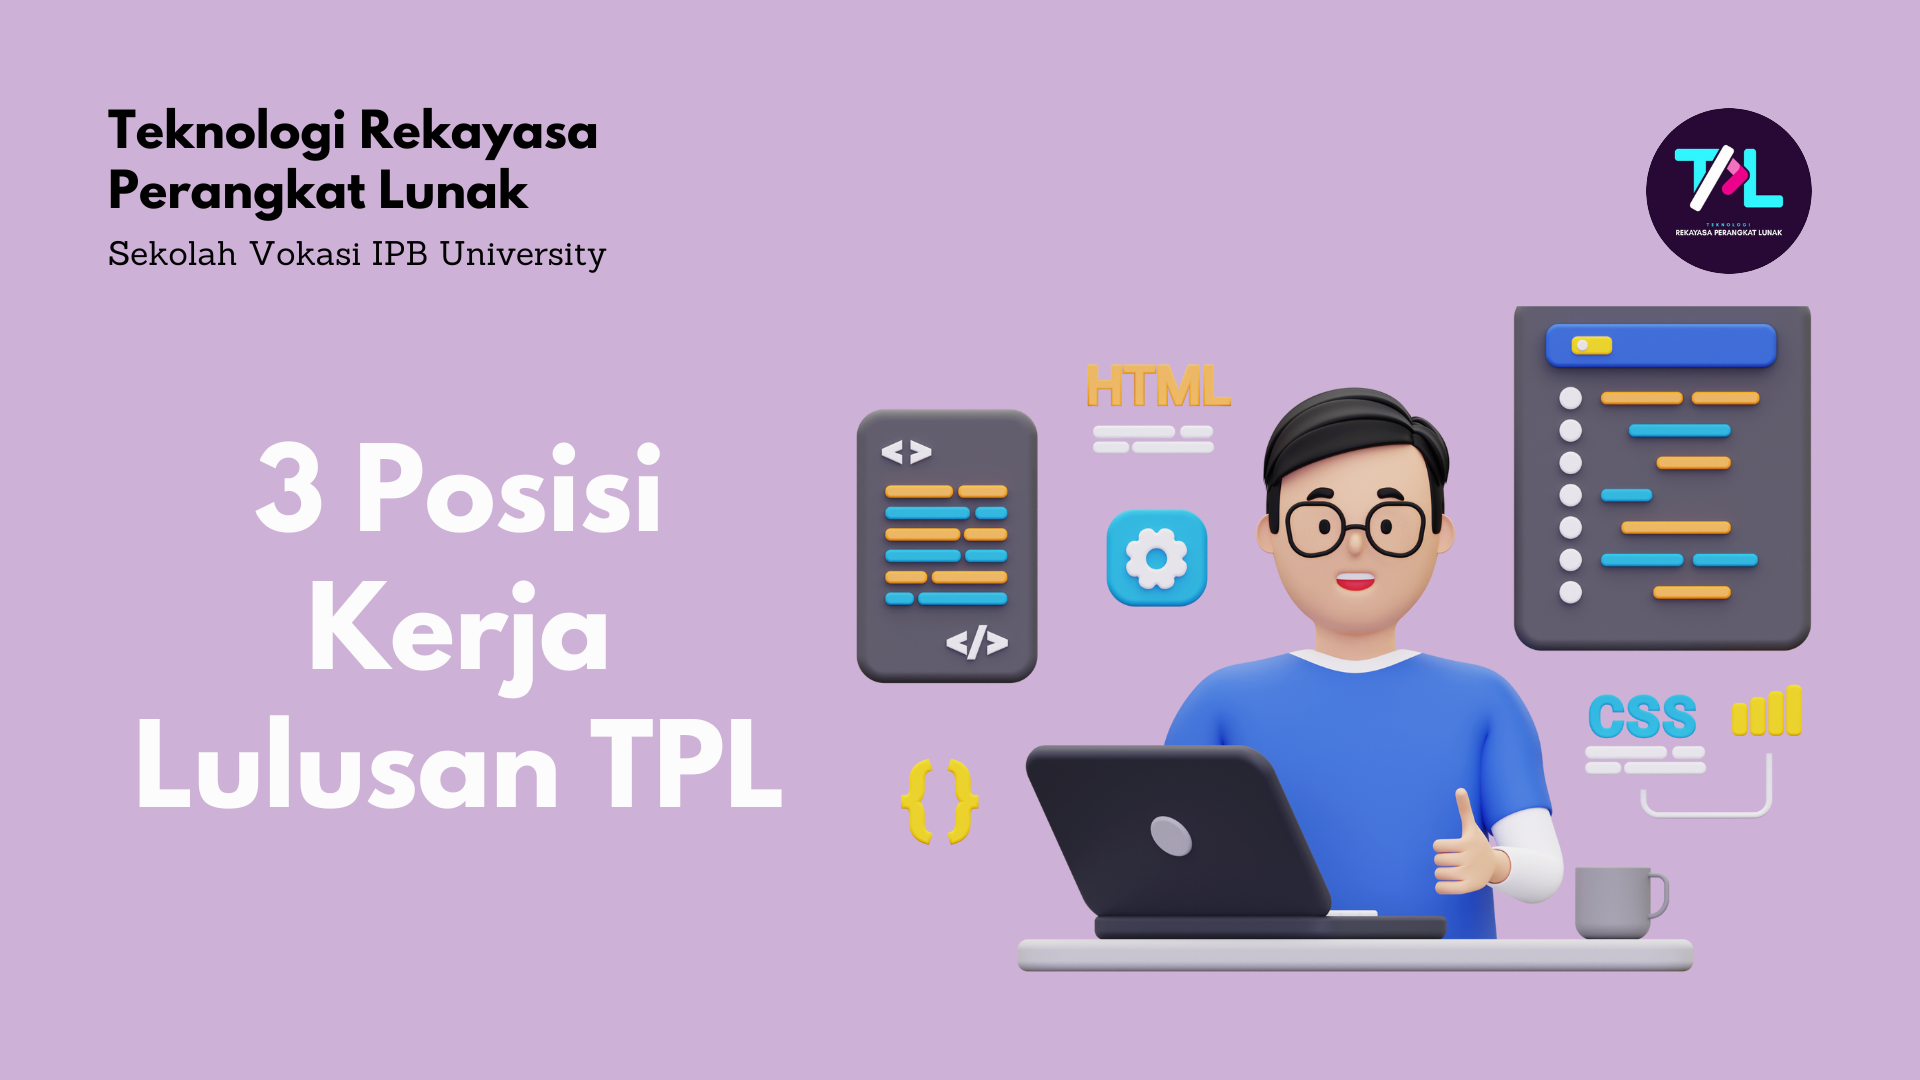 Teknologi Rekayasa
Perangkat Lunak
Sekolah Vokasi IPB University
TPL
TEKNOLOGI
REKAYASA PERANGKAT LUNAK
3 Posisi
Kerja
Lulusan TPL
HTML
< >
</>
CSS
{ }